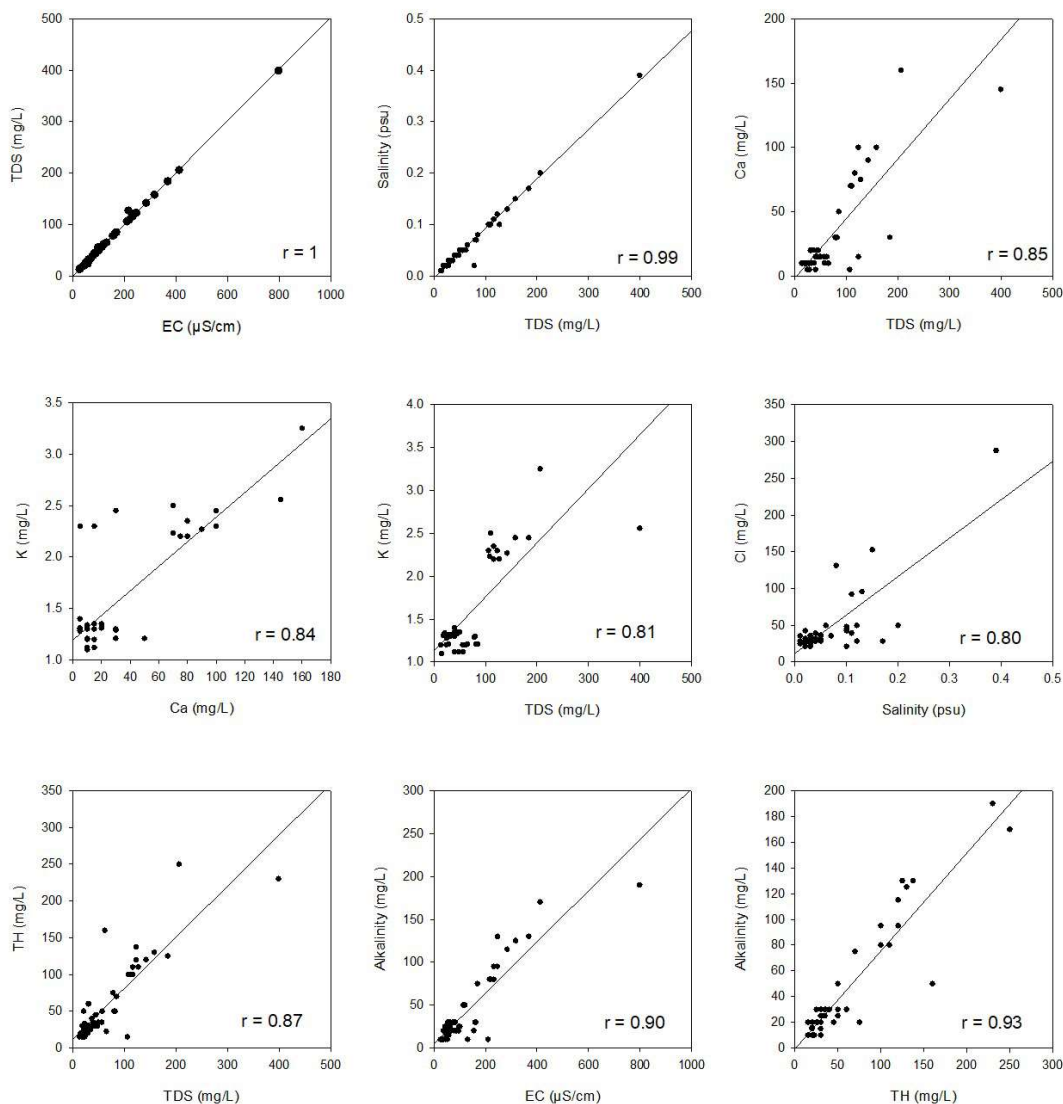 500
400
300
200
100
0
TDS (mg/L)
0 200 400 600 800 1000
EC (µS/cm)
r = 1
0.5
0.4
0.3
0.2
0.1
0.0
Salinity (psu)
0 100 200 300 400 500
TDS (mg/L)
r = 0.99
200
150
100
50
0
Ca (mg/L)
0 100 200 300 400 500
TDS (mg/L)
r = 0.85
3.5
3.0
2.5
2.0
1.5
1.0
K (mg/L)
0 20 40 60 80 100 120 140 160 180
Ca (mg/L)
r = 0.84
4.0
3.5
3.0
2.5
2.0
1.5
1.0
K (mg/L)
0 100 200 300 400 500
TDS (mg/L)
r = 0.81
350
300
250
200
150
100
50
0
Cl (mg/L)
0.0 0.1 0.2 0.3 0.4 0.5
Salinity (psu)
r = 0.80
350
300
250
200
150
100
50
0
TH (mg/L)
0 100 200 300 400 500
TDS (mg/L)
r = 0.87
300
250
200
150
100
50
0
Alkalinity (mg/L)
0 200 400 600 800 1000
EC (µS/cm)
r = 0.90
200
180
160
140
120
100
80
60
40
20
0
Alkalinity (mg/L)
0 50 100 150 200 250 300
TH (mg/L)
r = 0.93